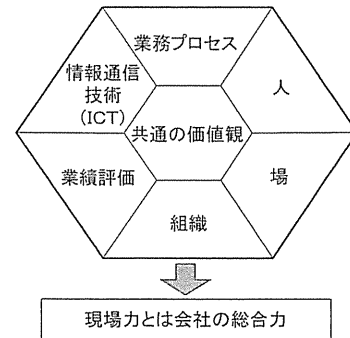 業務プロセス
情報通信
技術
(ICT)
人
共通の価値観
業績評価
場
組織
現場力とは会社の総合力